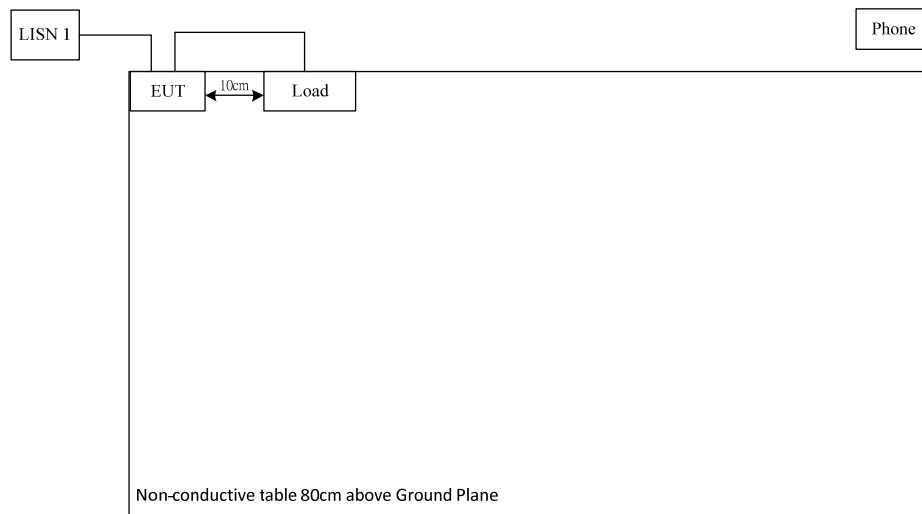 LISN 1
Phone
EUT
10cm
Load
Non-conductive table 80cm above Ground Plane